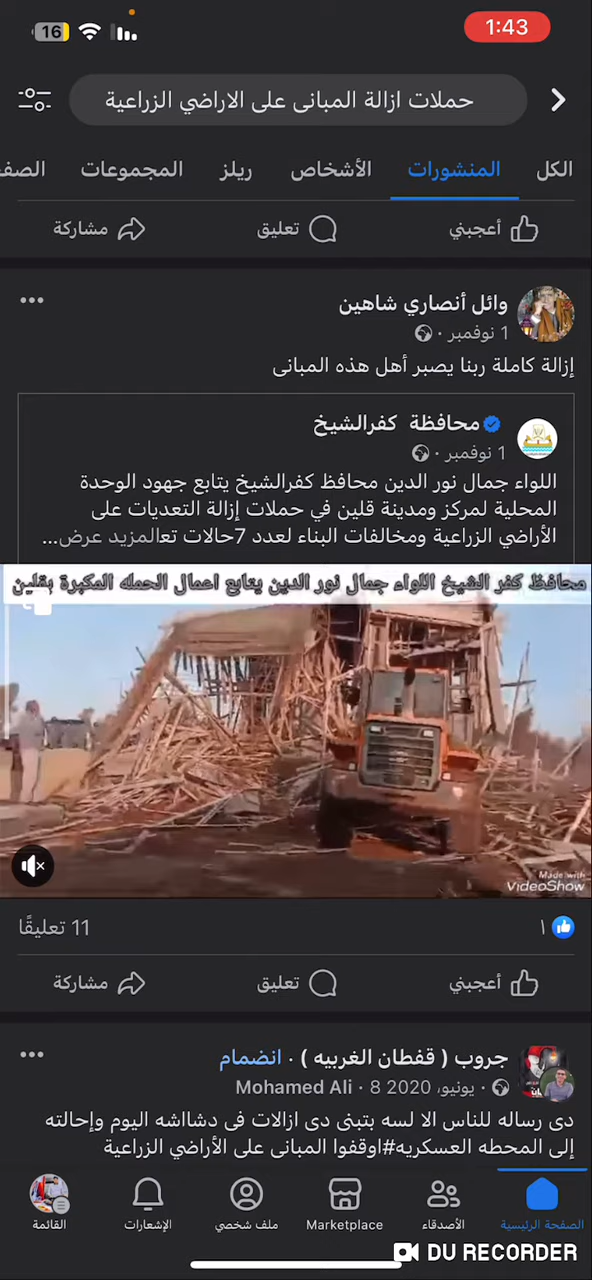 16
1:43
حملات ازالة المبانى على الاراضي الزراعية
الكل
المنشورات
الأشخاص
ريلز
المجموعات
الصف
أعجبني
تعليق
مشاركة
وائل أنصاري شاهين
1 نوفمبر ·
إزالة كاملة ربنا يصبر أهل هذه المبانى
محافظة كفرالشيخ
1 نوفمبر ·
اللواء جمال نور الدين محافظ كفرالشيخ يتابع جهود الوحدة
المحلية لمركز ومدينة قلين في حملات إزالة التعديات على
الأراضي الزراعية ومخالفات البناء لعدد 7حالات تعالمزيد عرض...
محافظ كفر الشيخ اللواء جمال نور الدين يتابع اعمال الحمله المكبرة بقلين
Made with
VideoShow
١
11 تعليقًا
أعجبني
تعليق
مشاركة
جروب ( قفطان الغربيه ) · انضمام
Mohamed Ali · 8 يونيو، 2020 ·
دى رساله للناس الا لسه بتبنى دى ازالات فى دشااشه اليوم وإحالته
إلى المحطه العسكريه#اوقفوا المبانى على الأراضي الزراعية
الصفحة الرئيسية
الأصدقاء
Marketplace
ملف شخصي
الإشعارات
القائمة
DU RECORDER